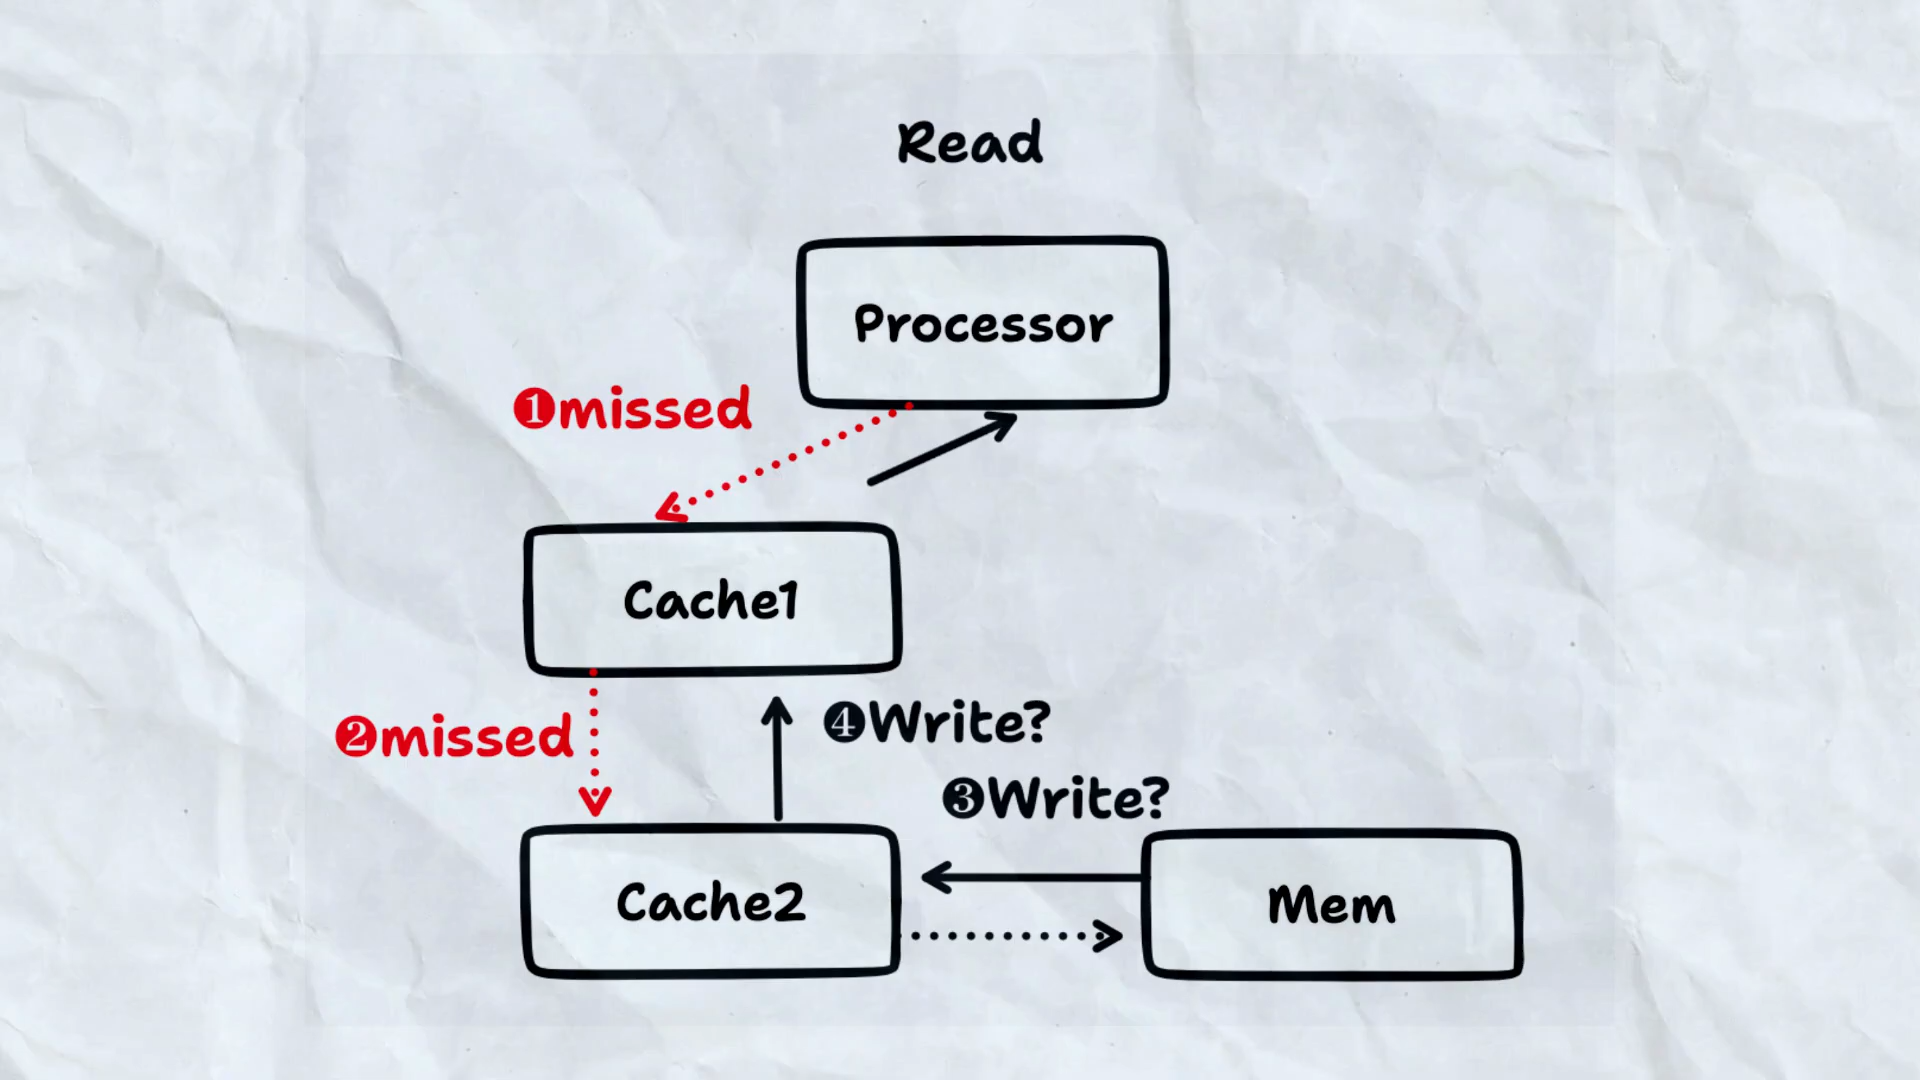 Read
Processor
❶missed
Cache1
❷missed
❹Write?
❸Write?
Cache2
Mem